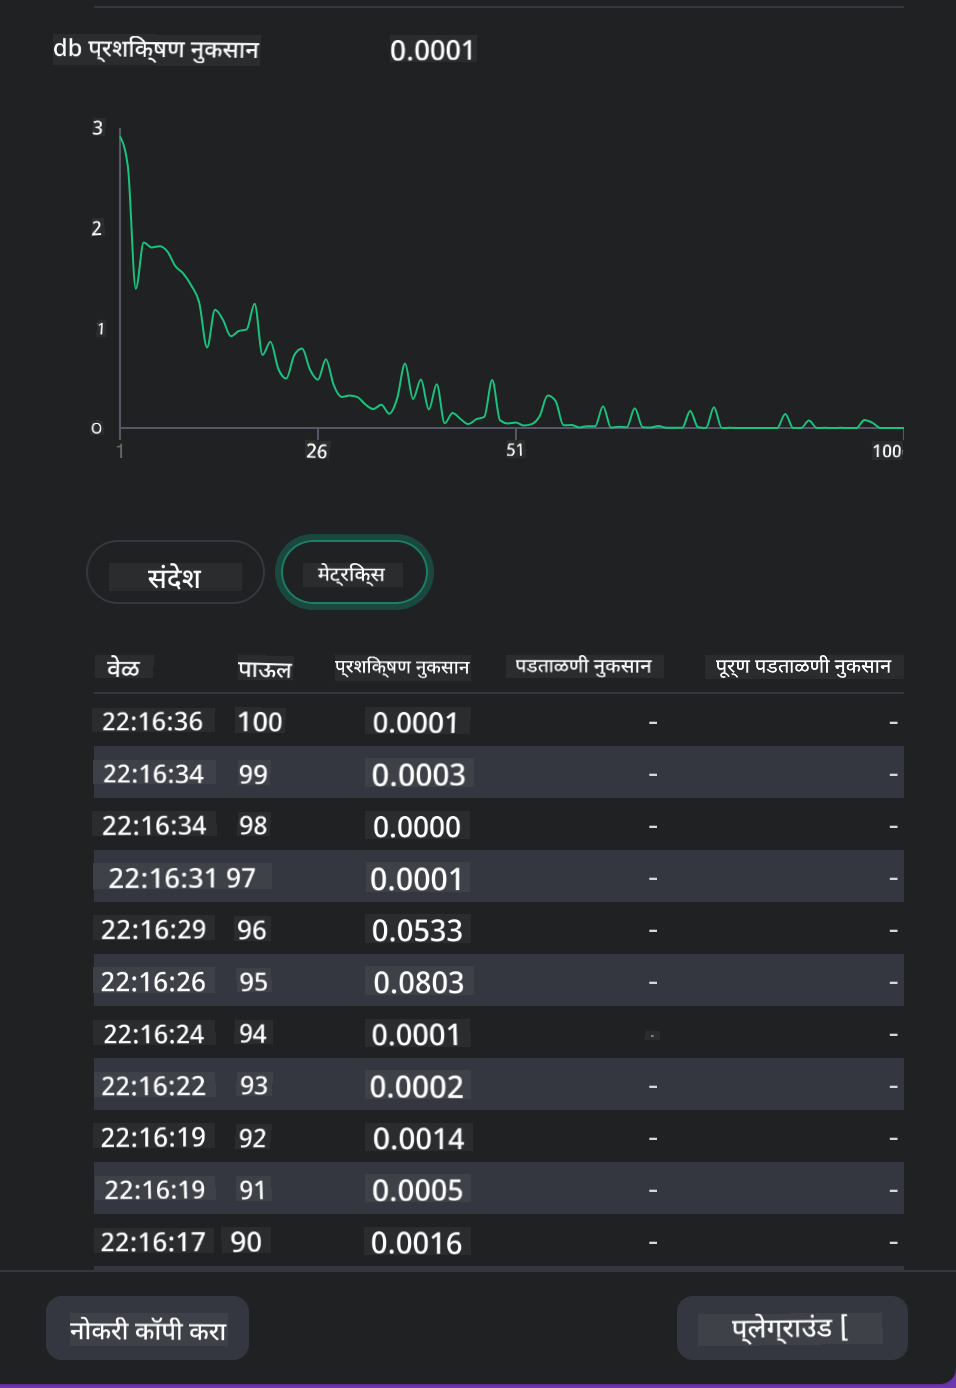 db प्रशिक्षण नुकसान 0.0001
3
2
1
0
1 26 51 100
संदेश मेट्रिक्स
वेळ पाऊल प्रशिक्षण नुकसान पडताळणी नुकसान पूर्ण पडताळणी नुकसान
22:16:36 100 0.0001 - -
22:16:34 99 0.0003 - -
22:16:34 98 0.0000 - -
22:16:31 97 0.0001 - -
22:16:29 96 0.0533 - -
22:16:26 95 0.0803 - -
22:16:24 94 0.0001 - -
22:16:22 93 0.0002 - -
22:16:19 92 0.0014 - -
22:16:19 91 0.0005 - -
22:16:17 90 0.0016 - -
नोकरी कॉपी करा प्लेग्राउंड [